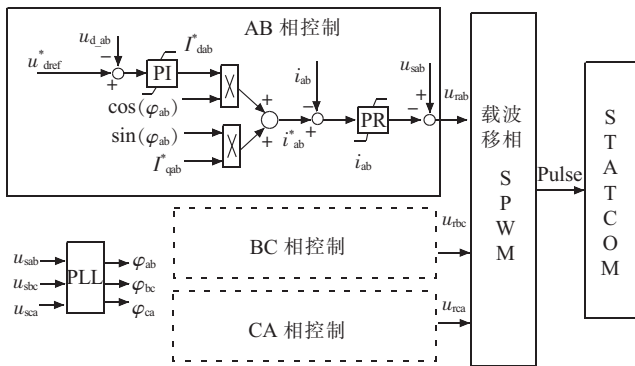 AB 相控制
u*dref
ud_ab
−
+
PI
I*dab
×
cos(φab)
sin(φab)
I*qab
×
+
+
i*ab
iab
−
+
PR
iab
usab
−
+
urab
BC 相控制
urbc
CA 相控制
urca
usab
usbc
usca
PLL
φab
φbc
φca
载波
移相
S
P
W
M
Pulse
S
T
A
T
C
O
M